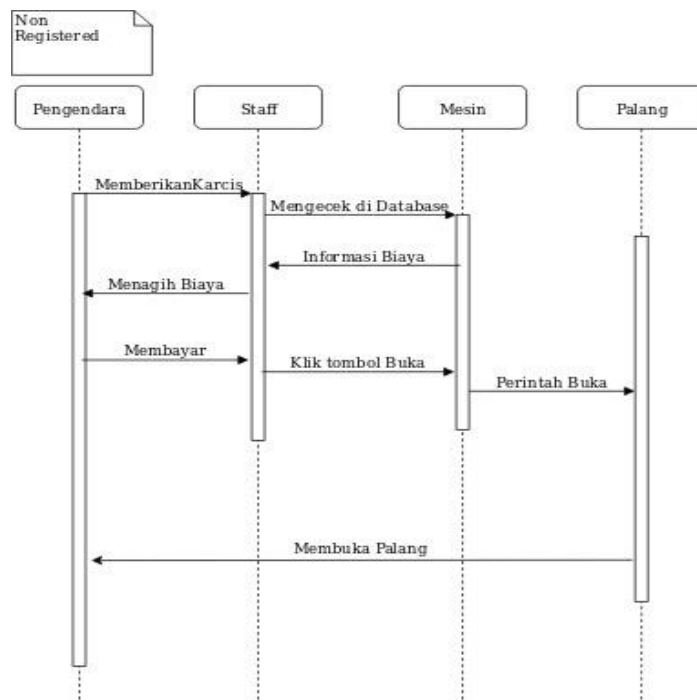 Non
Registered
Pengendara
Staff
Mesin
Palang
MemberikanKarcis
Mengecek di Database
Informasi Biaya
Menagih Biaya
Membayar
Klik tombol Buka
Perintah Buka
Membuka Palang